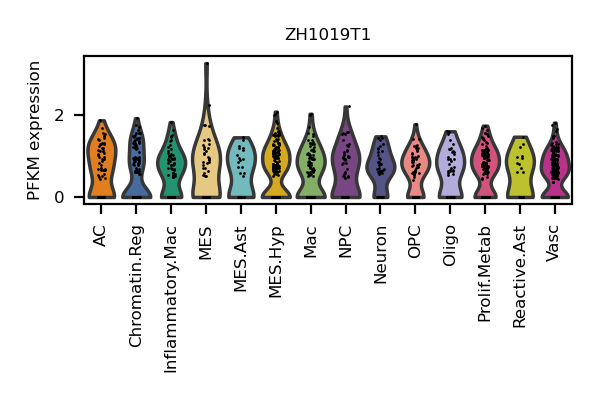 ZH1019T1
PFKM expression
2
0
AC
Chromatin.Reg
Inflammatory.Mac
MES
MES.Ast
MES.Hyp
Mac
NPC
Neuron
OPC
Oligo
Prolif.Metab
Reactive.Ast
Vasc